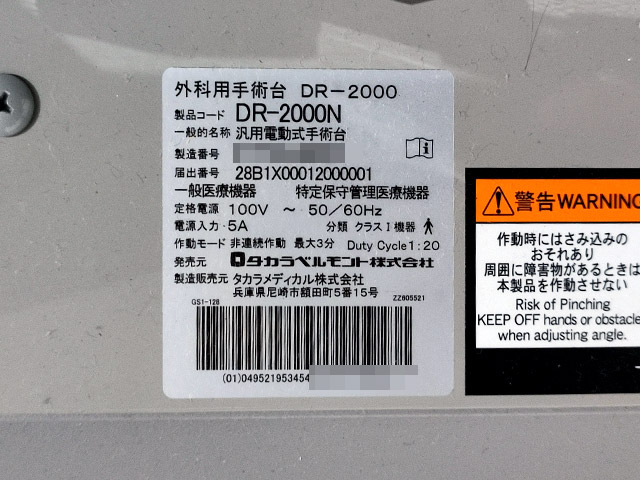 外科用手術台 DR-2000
製品コード DR-2000N
一般的名称 汎用電動式手術台
製造番号
届出番号 28B1X00012000001
一般医療機器 特定保守管理医療機器
定格電源 100V ～ 50/60Hz
電源入力 5A 分類 クラスⅠ機器
作動モード 非連続作動 最大3分 Duty Cycle1:20
発売元 タカラベルモント株式会社
製造販売元 タカラメディカル株式会社
兵庫県尼崎市額田町5番15号
GS1-128 ZZ805521
(01)049521953454
警告WARNING
作動時にはさみ込みの
おそれあり
周囲に障害物があるときは
本製品を作動させない
Risk of Pinching
KEEP OFF hands or obstacle
when adjusting angle.